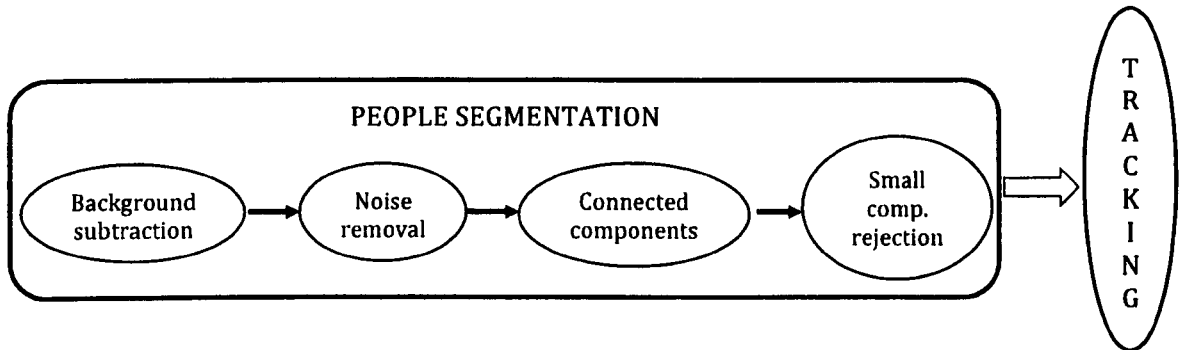 PEOPLE SEGMENTATION
Background
subtraction
Noise
removal
Connected
components
Small
comp.
rejection
T
R
A
C
K
I
N
G